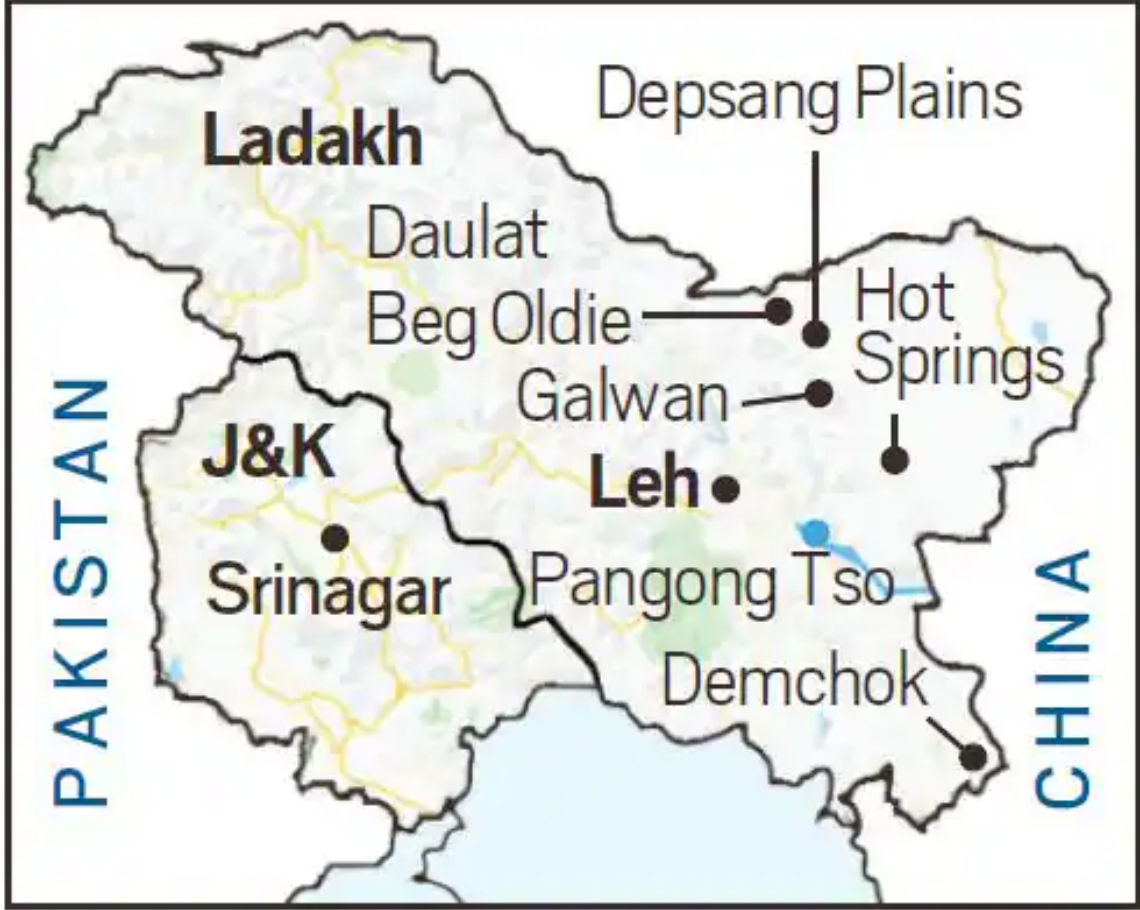 Depsang Plains
Ladakh
Daulat
Beg Oldie
Hot
Springs
Galwan
J&K
Leh
Srinagar
Pangong Tso
Demchok
PAKISTAN
CHINA